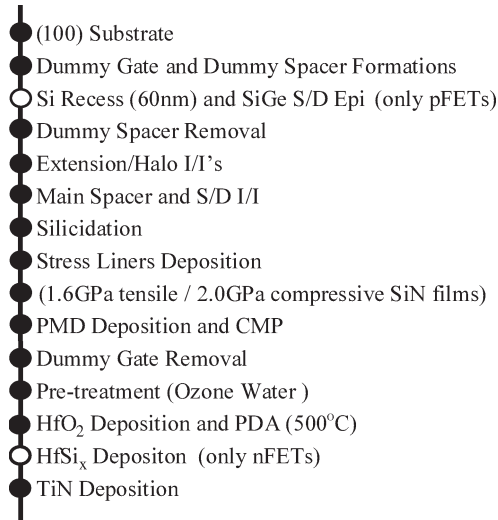 (100) Substrate
Dummy Gate and Dummy Spacer Formations
Si Recess (60nm) and SiGe S/D Epi (only pFETs)
Dummy Spacer Removal
Extension/Halo I/I's
Main Spacer and S/D I/I
Silicidation
Stress Liners Deposition
(1.6GPa tensile / 2.0GPa compressive SiN films)
PMD Deposition and CMP
Dummy Gate Removal
Pre-treatment (Ozone Water )
HfO₂ Deposition and PDA (500°C)
HfSiₓ Depositon (only nFETs)
TiN Deposition